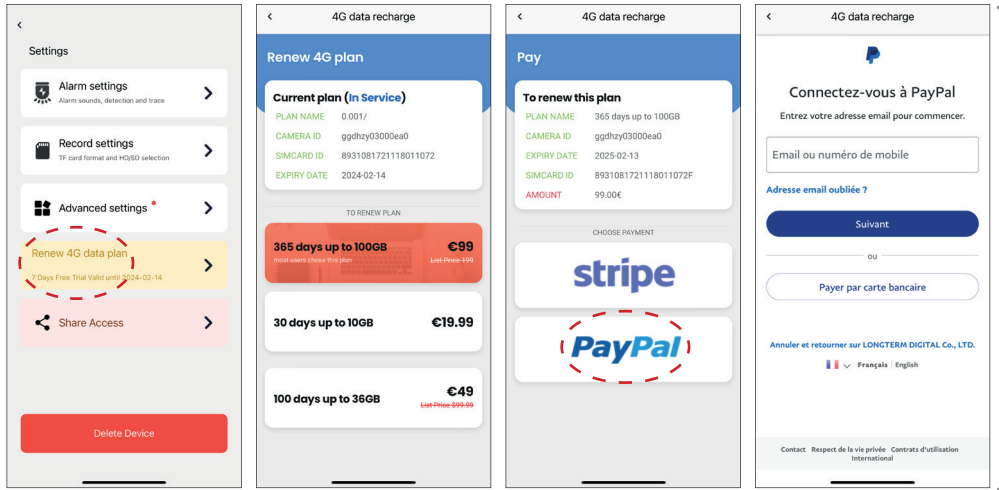 Settings
Alarm settings
Alarm sounds, detection and trace
Record settings
TF card format and HD/SD selection
Advanced settings
Renew 4G data plan
7 Days Free Trial Valid until 2024-02-14
Share Access
Delete Device
4G data recharge
Renew 4G plan
Current plan (In Service)
PLAN NAME 0.001/
CAMERA ID ggdhzy03000ea0
SIMCARD ID 8931081721118011072
EXPIRY DATE 2024-02-14
TO RENEW PLAN
365 days up to 100GB €99
most users chose this plan List Price 199
30 days up to 10GB €19.99
100 days up to 36GB €49
List Price $99.99
4G data recharge
Pay
To renew this plan
PLAN NAME 365 days up to 100GB
CAMERA ID ggdhzy03000ea0
EXPIRY DATE 2025-02-13
SIMCARD ID 8931081721118011072F
AMOUNT 99.00€
CHOOSE PAYMENT
stripe
PayPal
4G data recharge
Connectez-vous à PayPal
Entrez votre adresse email pour commencer.
Email ou numéro de mobile
Adresse email oubliée ?
Suivant
ou
Payer par carte bancaire
Annuler et retourner sur LONGTERM DIGITAL Co., LTD.
Français | English
Contact Respect de la vie privée Contrats d'utilisation
International